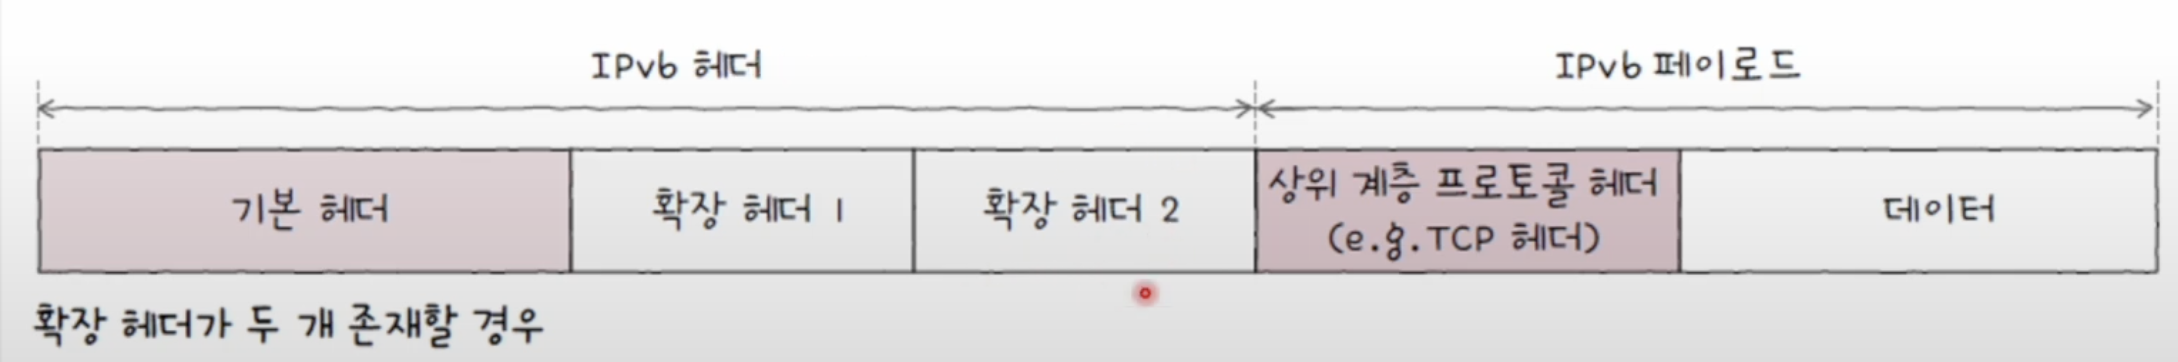 IPv6 헤더
IPv6 페이로드
기본 헤더
확장 헤더 1
확장 헤더 2
상위 계층 프로토콜 헤더
(e.g.TCP 헤더)
데이터
확장 헤더가 두 개 존재할 경우